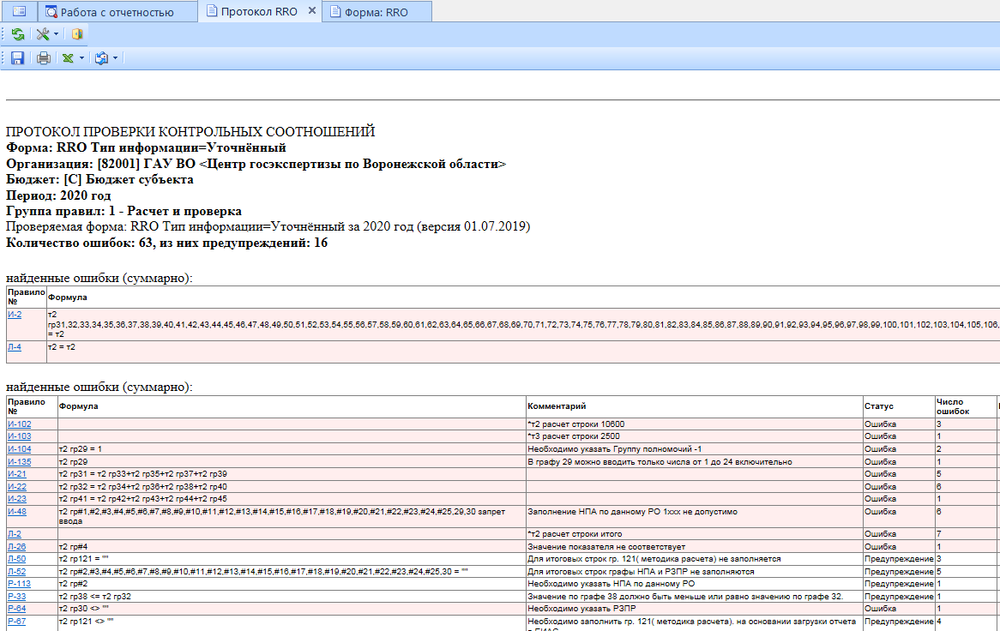 Работа с отчетностью
Протокол RRO
Форма: RRO
ПРОТОКОЛ ПРОВЕРКИ КОНТРОЛЬНЫХ СООТНОШЕНИЙ
Форма: RRO Тип информации=Уточнённый
Организация: [82001] ГАУ ВО <Центр госэкспертизы по Воронежской области>
Бюджет: [C] Бюджет субъекта
Период: 2020 год
Группа правил: 1 - Расчет и проверка
Проверяемая форма: RRO Тип информации=Уточнённый за 2020 год (версия 01.07.2019)
Количество ошибок: 63, из них предупреждений: 16
найденные ошибки (суммарно):
Правило № Формула
И-2 т2
гр31,32,33,34,35,36,37,38,39,40,41,42,43,44,45,46,47,48,49,50,51,52,53,54,55,56,57,58,59,60,61,62,63,64,65,66,67,68,69,70,71,72,73,74,75,76,77,78,79,80,81,82,83,84,85,86,87,88,89,90,91,92,93,94,95,96,97,98,99,100,101,102,103,104,105,106,
= т2
Л-4 т2 = т2
найденные ошибки (суммарно):
Правило № Формула Комментарий Статус Число ошибок
И-102 *т2 расчет строки 10600 Ошибка 3
И-103 *т3 расчет строки 2500 Ошибка 1
И-104 т2 гр29 = 1 Необходимо указать Группу полномочий -1 Ошибка 2
И-135 т2 гр29 В графу 29 можно вводить только числа от 1 до 24 включительно Ошибка 1
И-21 т2 гр31 = т2 гр33+т2 гр35+т2 гр37+т2 гр39 Ошибка 5
И-22 т2 гр32 = т2 гр34+т2 гр36+т2 гр38+т2 гр40 Ошибка 6
И-23 т2 гр41 = т2 гр42+т2 гр43+т2 гр44+т2 гр45 Ошибка 1
И-48 т2 гр#1,#2,#3,#4,#5,#6,#7,#8,#9,#10,#11,#12,#13,#14,#15,#16,#17,#18,#19,#20,#21,#22,#23,#24,#25,29,30 запрет ввода Заполнение НПА по данному РО 1xxx не допустимо Ошибка 6
Л-2 *т2 расчет строки итого Ошибка 7
Л-26 т2 гр#4 Значение показателя не соответствует Ошибка 1
Л-50 т2 гр121 = "" Для итоговых строк гр. 121( методика расчета) не заполняется Предупреждение 3
Л-52 т2 гр#2,#3,#4,#5,#6,#7,#8,#9,#10,#11,#12,#13,#14,#15,#16,#17,#18,#19,#20,#21,#22,#23,#24,#25,30 = "" Для итоговых строк графы НПА и РЗПР не заполняются Предупреждение 5
Р-113 т2 гр#2 Необходимо указать НПА по данному РО Предупреждение 1
Р-33 т2 гр38 <= т2 гр32 Значение по графе 38 должно быть меньше или равно значению по графе 32. Предупреждение 1
Р-64 т2 гр30 <> "" Необходимо указать РЗПР Ошибка 1
Р-67 т2 гр121 <> "" Необходимо заполнить гр. 121( методика расчета). на основании загрузки отчета Предупреждение 4